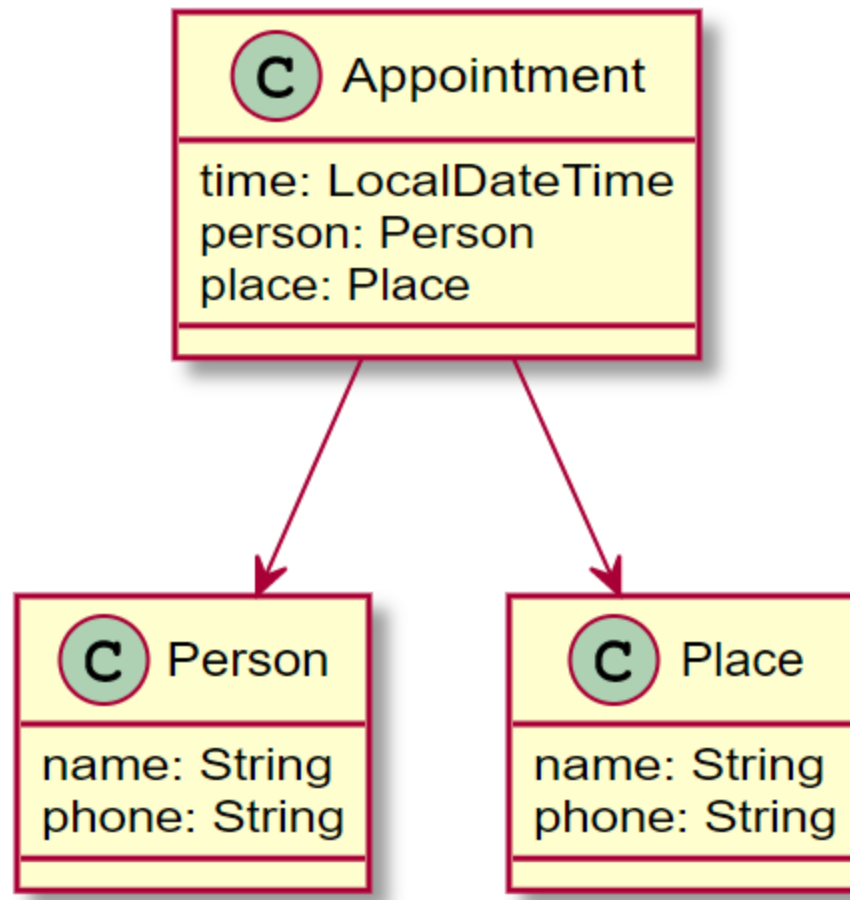 C Appointment
time: LocalDateTime
person: Person
place: Place
C Person
name: String
phone: String
C Place
name: String
phone: String